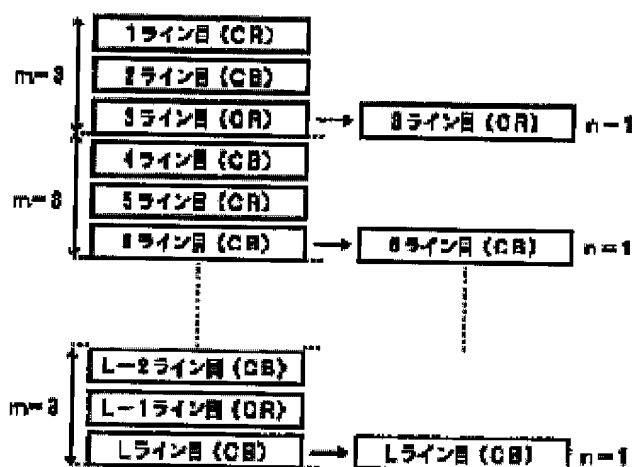 1ライン目 (CR)
m=3
2ライン目 (CB)
3ライン目 (CR)
3ライン目 (CR)
n=1
4ライン目 (CB)
m=3
5ライン目 (CR)
6ライン目 (CB)
6ライン目 (CB)
n=1
L-2ライン目 (CB)
m=3
L-1ライン目 (CR)
Lライン目 (CB)
Lライン目 (CB)
n=1